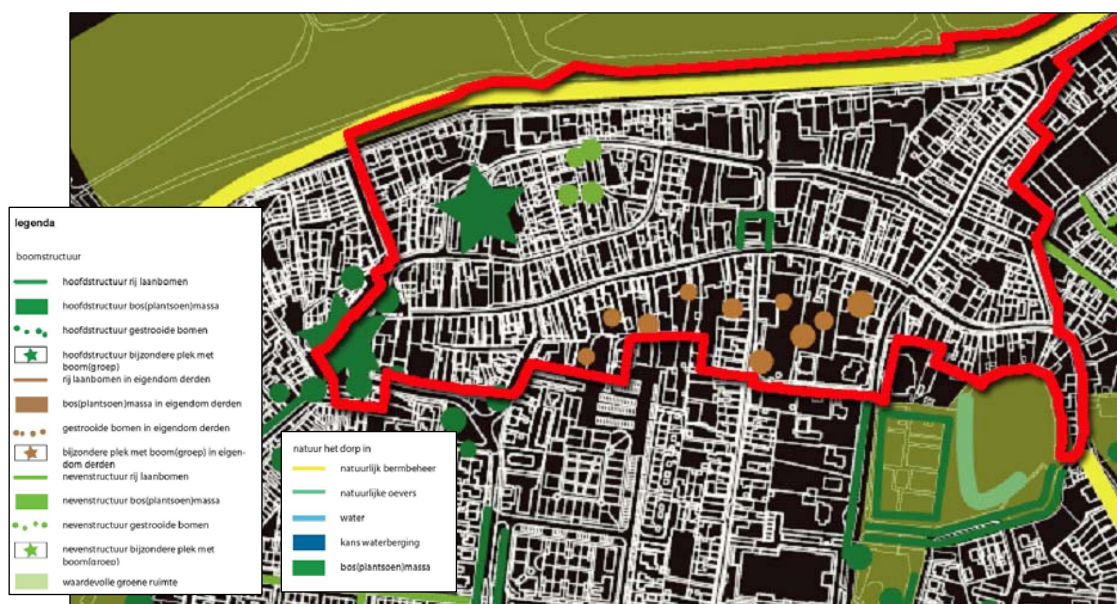 legenda
boomstructuur
hoofdstructuur rij laanbomen
hoofdstructuur bos(plantsoen)massa
hoofdstructuur gestrooide bomen
hoofdstructuur bijzondere plek met
boom(groep)
rij laanbomen in eigendom derden
bos(plantsoen)massa in eigendom derden
gestrooide bomen in eigendom derden
bijzondere plek met boom(groep) in eigen-
dom derden
nevenstructuur rij laanbomen
nevenstructuur bos(plantsoen)massa
nevenstructuur gestrooide bomen
nevenstructuur bijzondere plek met
boom(groep)
waardevolle groene ruimte
natuur het dorp in
natuurlijk bermbeheer
natuurlijke oevers
water
kans waterberging
bos(plantsoen)massa